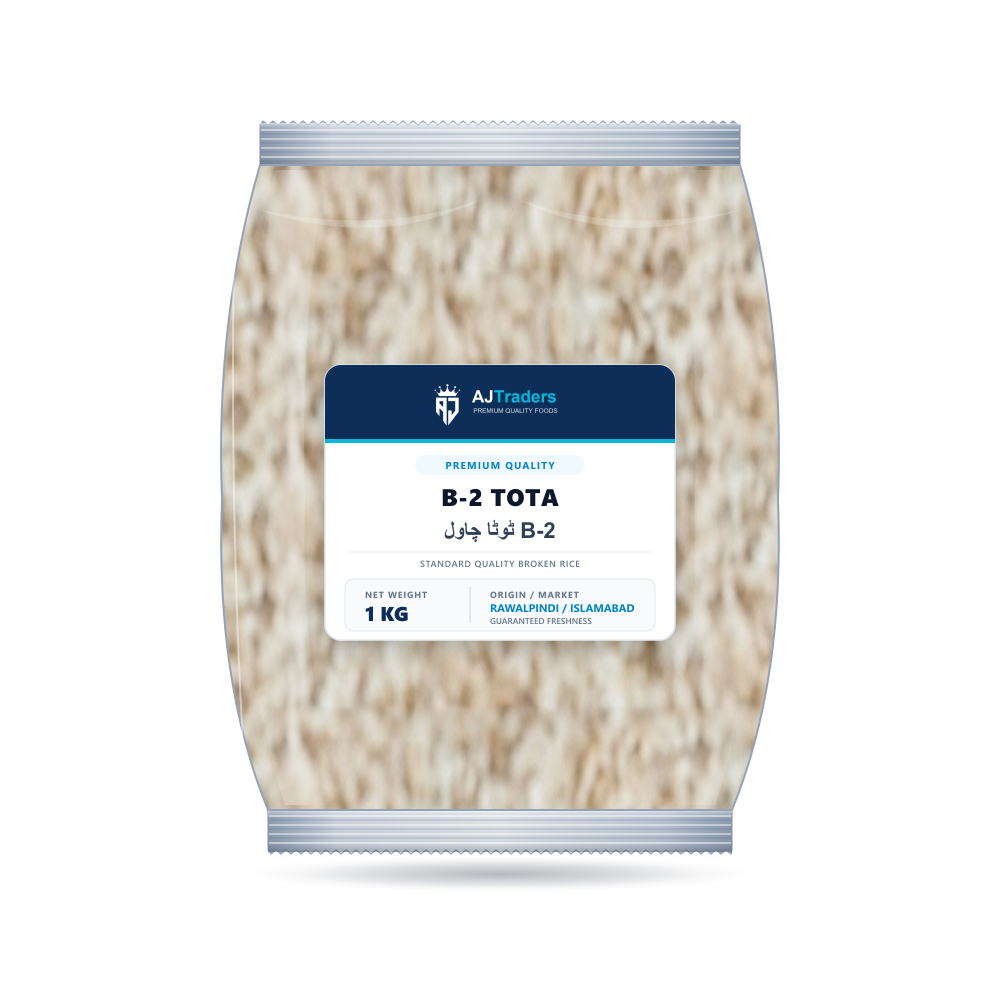 AJ
AJTraders
PREMIUM QUALITY FOODS
PREMIUM QUALITY
B-2 TOTA
B-2 ٹوٹا چاول
STANDARD QUALITY BROKEN RICE
NET WEIGHT
1 KG
ORIGIN / MARKET
RAWALPINDI / ISLAMABAD
GUARANTEED FRESHNESS